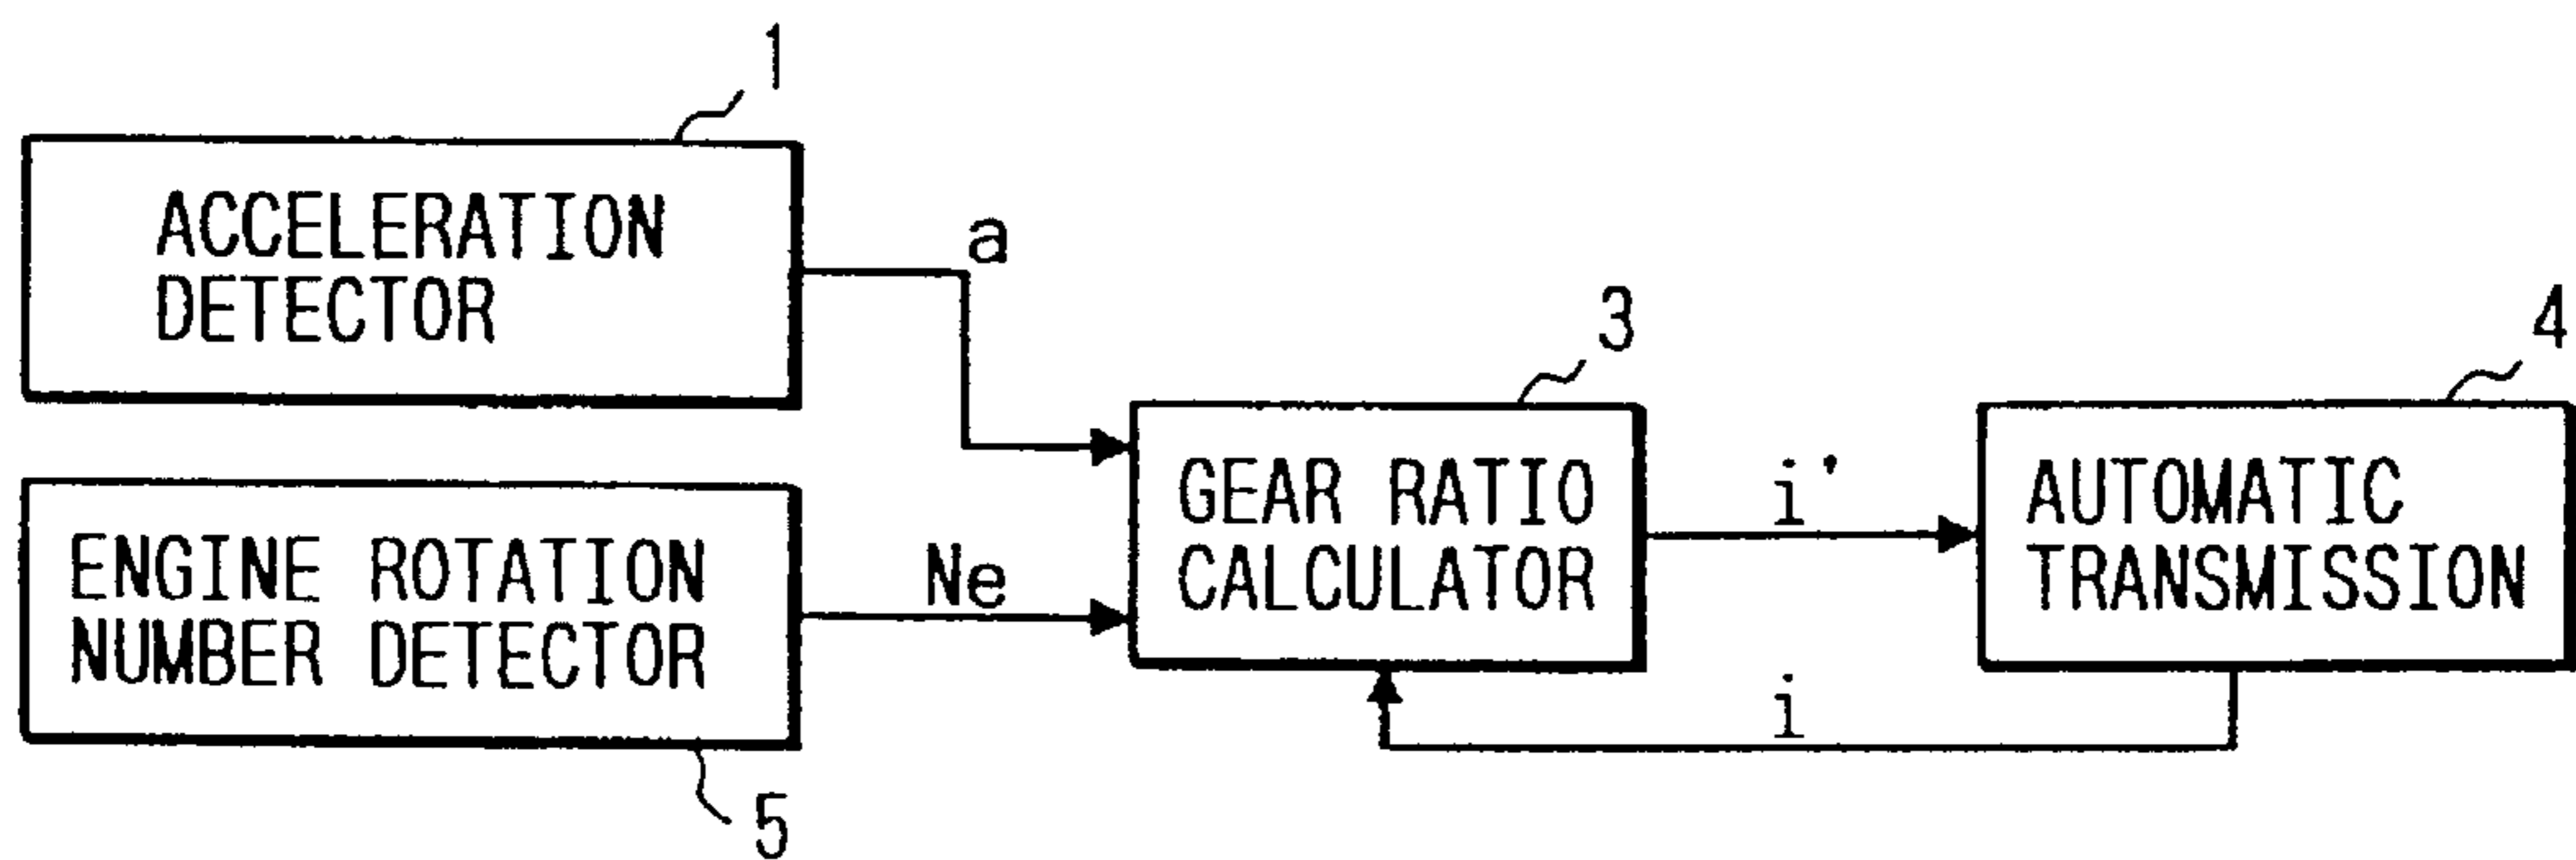 1
ACCELERATION
DETECTOR
a
3
4
GEAR RATIO
CALCULATOR
i'
AUTOMATIC
TRANSMISSION
ENGINE ROTATION
NUMBER DETECTOR
Ne
i
5